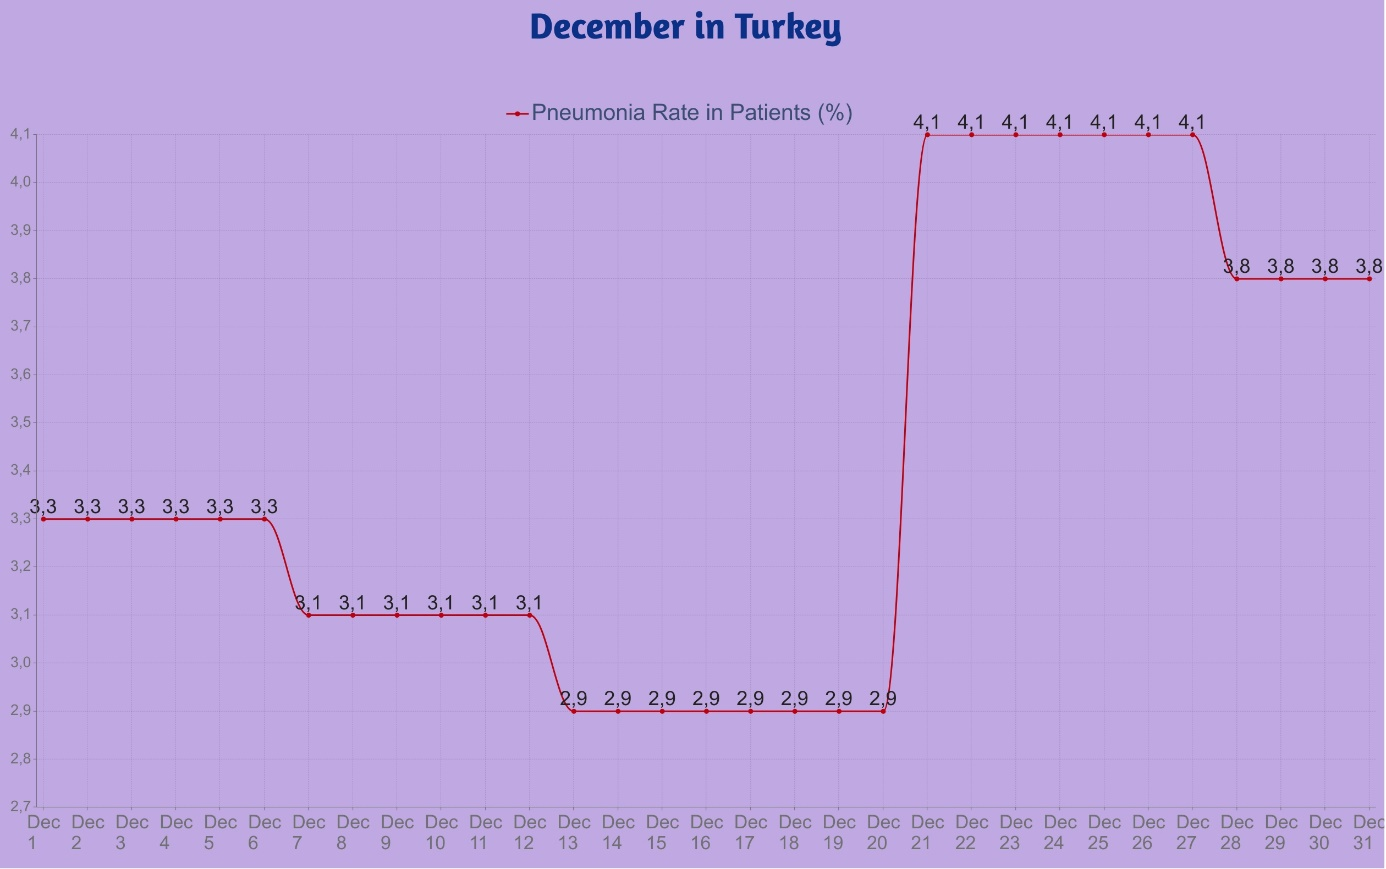 December in Turkey
Pneumonia Rate in Patients (%)
4,1
4,0
3,9
3,8
3,7
3,6
3,5
3,4
3,3
3,2
3,1
3,0
2,9
2,8
2,7
4,1 4,1 4,1 4,1 4,1 4,1 4,1
3,8 3,8 3,8 3,8
3,3 3,3 3,3 3,3 3,3 3,3
3,1 3,1 3,1 3,1 3,1 3,1
2,9 2,9 2,9 2,9 2,9 2,9 2,9 2,9
Dec Dec Dec Dec Dec Dec Dec Dec Dec Dec Dec Dec Dec Dec Dec Dec Dec Dec Dec Dec Dec Dec Dec Dec Dec Dec Dec Dec Dec Dec Dec
1 2 3 4 5 6 7 8 9 10 11 12 13 14 15 16 17 18 19 20 21 22 23 24 25 26 27 28 29 30 31